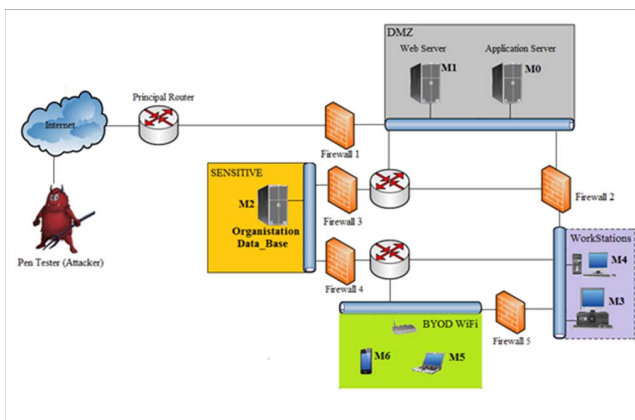 DMZ
Web Server
Application Server
M1
M0
Principal Router
Internet
Firewall 1
SENSITIVE
M2
Organistation
Data_Base
Firewall 3
Firewall 2
Pen Tester (Attacker)
WorkStations
M4
Firewall 4
M3
BYOD WiFi
Firewall 5
M6
M5